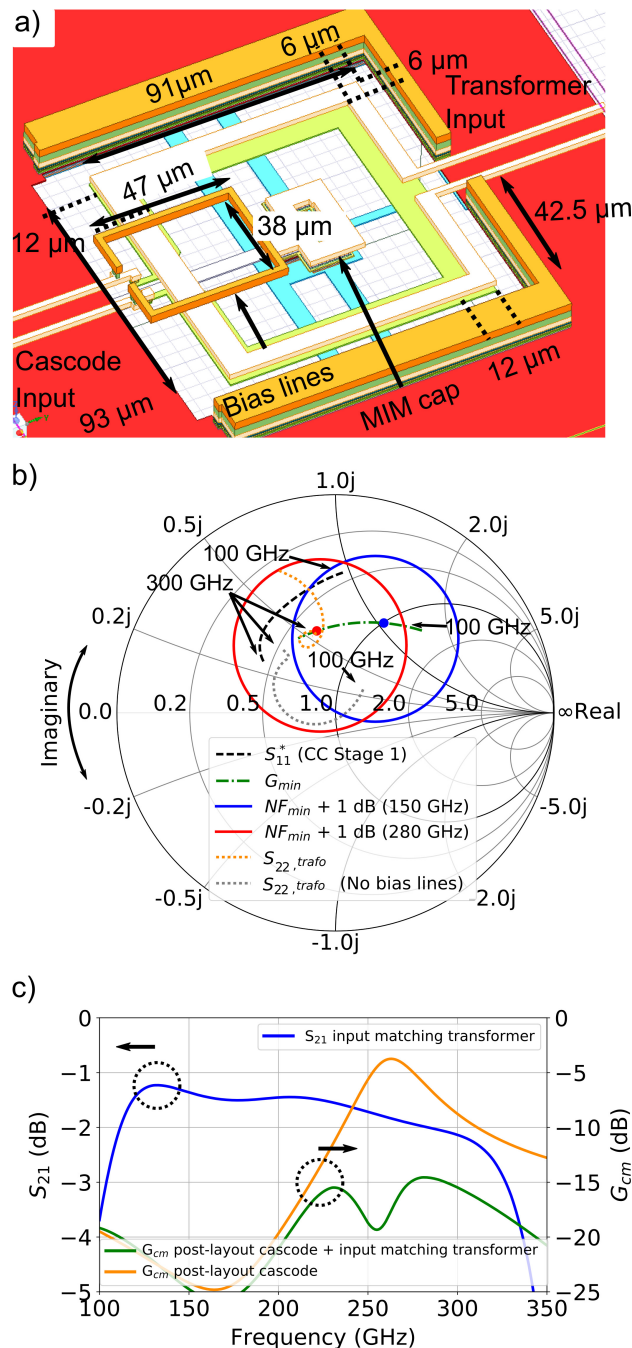 a)
6 μm
91μm
6 μm
Transformer
Input
47 μm
42.5 μm
38 μm
12 μm
Cascode
Input
Bias lines
12 μm
MIM cap
93 μm
b)
1.0j
0.5j
2.0j
100 GHz
300 GHz
0.2j
5.0j
100 GHz
100 GHz
Imaginary
0.0
0.2
0.5
1.0
2.0
5.0
∞Real
S*11 (CC Stage 1)
Gmin
-0.2j
-5.0j
NFmin + 1 dB (150 GHz)
NFmin + 1 dB (280 GHz)
S22,trafo
S22,trafo (No bias lines)
-0.5j
-2.0j
-1.0j
c)
0
0
S21 input matching transformer
−1
−5
−2
−10
S21 (dB)
Gcm (dB)
−3
−15
−4
−20
Gcm post-layout cascode + input matching transformer
Gcm post-layout cascode
−5
−25
100
150
200
250
300
350
Frequency (GHz)